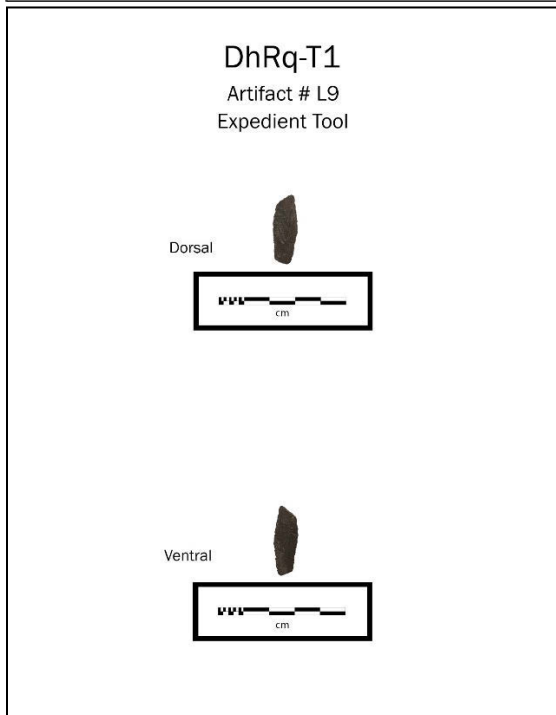 DhRq-T1
Artifact # L9
Expedient Tool
Dorsal
cm
Ventral
cm